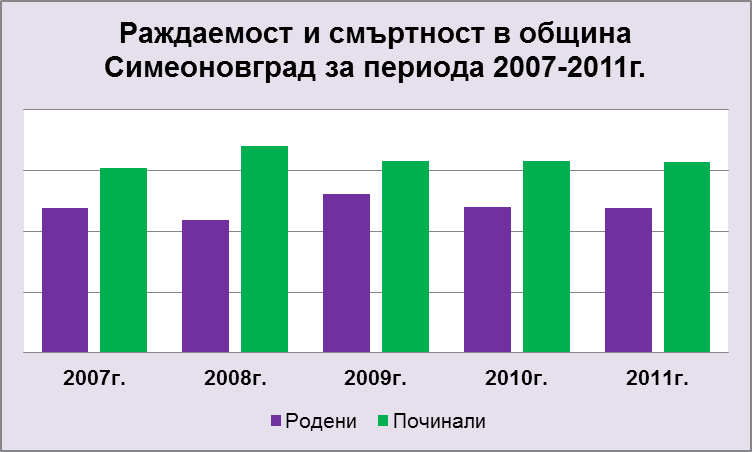 Раждаемост и смъртност в община
Симеоновград за периода 2007-2011г.
2007г. 2008г. 2009г. 2010г. 2011г.
Родени Починали